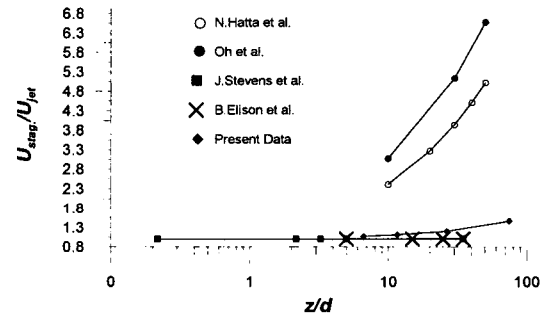 6.8
6.3
5.8
5.3
4.8
4.3
3.8
3.3
2.8
2.3
1.8
1.3
0.8
U stag. /U jet
N.Hatta et al.
Oh et al.
J.Stevens et al.
B.Elison et al.
Present Data
0
1
10
100
z/d